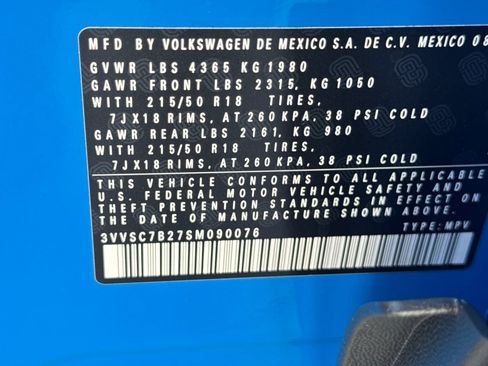 MFD BY VOLKSWAGEN DE MEXICO S.A. DE C.V. MEXICO 08
GVWR LBS 4365 KG 1980
GAWR FRONT LBS 2315, KG 1050
WITH 215/50 R18 TIRES,
7JX18 RIMS, AT 260 KPA, 38 PSI COLD
GAWR REAR LBS 2161, KG 980
WITH 215/50 R18 TIRES,
7JX18 RIMS, AT 260 KPA, 38 PSI COLD
THIS VEHICLE CONFORMS TO ALL APPLICABLE
U.S. FEDERAL MOTOR VEHICLE SAFETY AND
THEFT PREVENTION STANDARDS IN EFFECT ON
DATE OF MANUFACTURE SHOWN ABOVE.
3VVSC7B27SM090076
TYPE: MPV